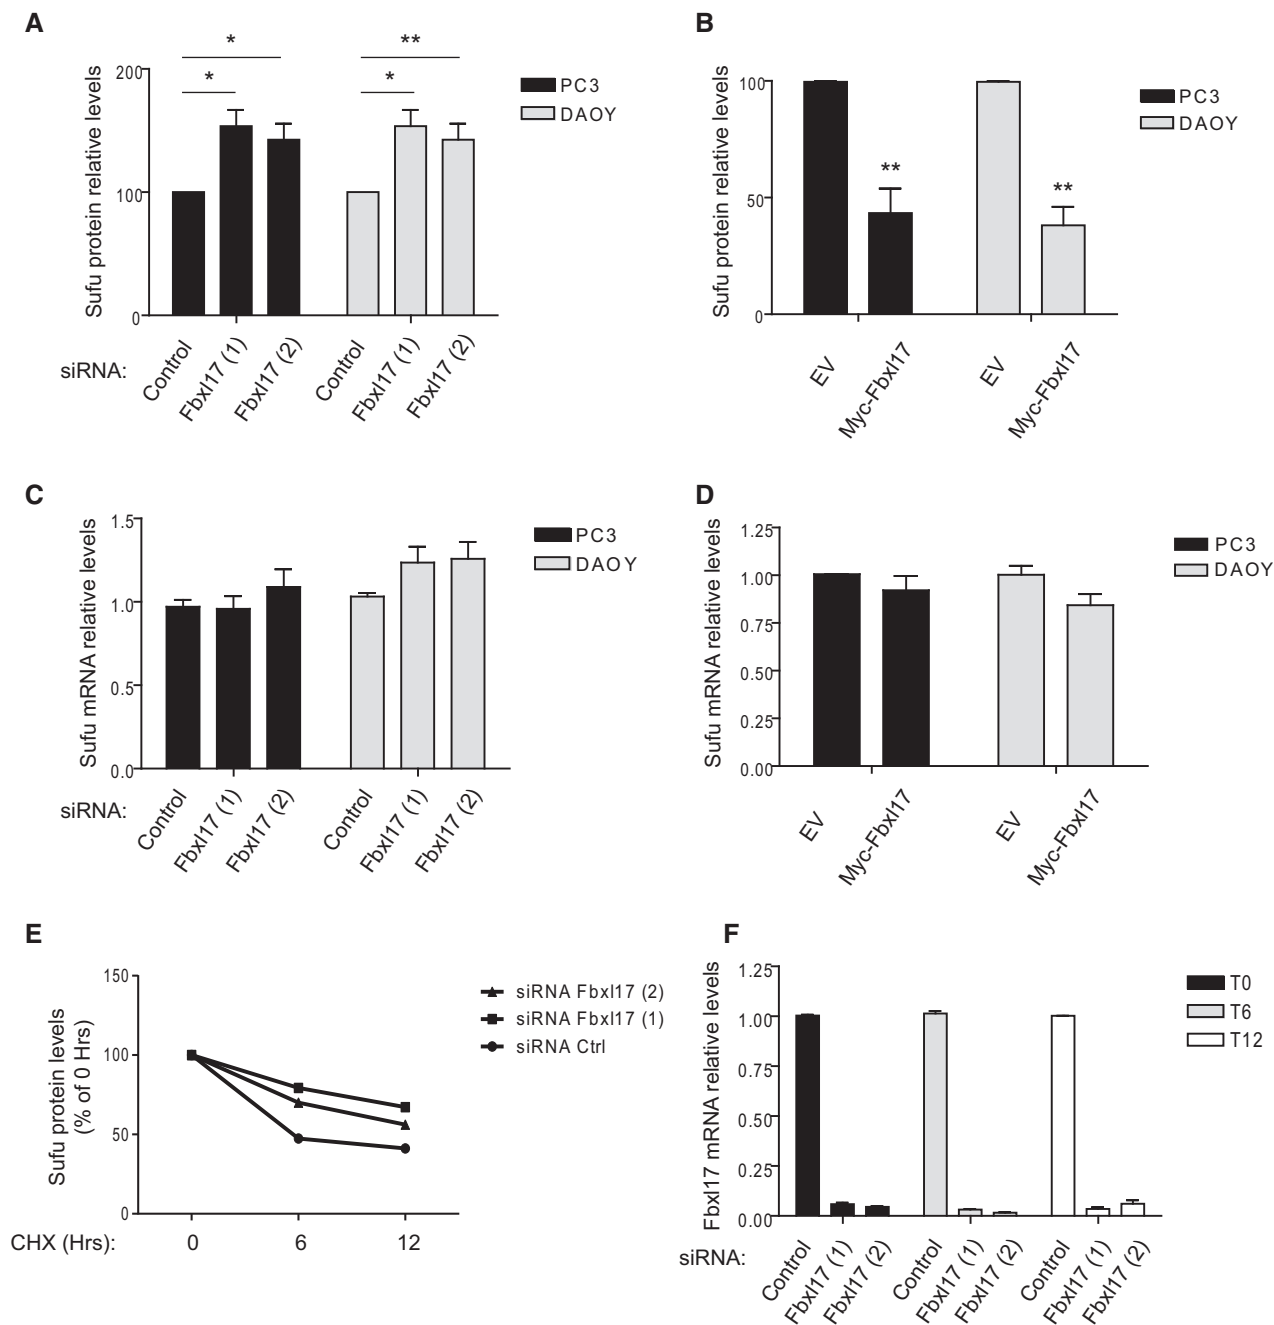 A
Sufu protein relative levels
200
100
0
*
*
**
*
PC3
DAOY
siRNA:
Control
Fbxl17 (1)
Fbxl17 (2)
Control
Fbxl17 (1)
Fbxl17 (2)
B
Sufu protein relative levels
100
50
0
**
**
PC3
DAOY
EV
Myc-Fbxl17
EV
Myc-Fbxl17
C
Sufu mRNA relative levels
1.5
1.0
0.5
0.0
PC3
DAOY
siRNA:
Control
Fbxl17 (1)
Fbxl17 (2)
Control
Fbxl17 (1)
Fbxl17 (2)
D
Sufu mRNA relative levels
1.25
1.00
0.75
0.50
0.25
0.00
PC3
DAOY
EV
Myc-Fbxl17
EV
Myc-Fbxl17
E
Sufu protein levels
(% of 0 Hrs)
150
100
50
0
siRNA Fbxl17 (2)
siRNA Fbxl17 (1)
siRNA Ctrl
CHX (Hrs):
0
6
12
F
Fbxl17 mRNA relative levels
1.25
1.00
0.75
0.50
0.25
0.00
T0
T6
T12
siRNA:
Control
Fbxl17 (1)
Fbxl17 (2)
Control
Fbxl17 (1)
Fbxl17 (2)
Control
Fbxl17 (1)
Fbxl17 (2)